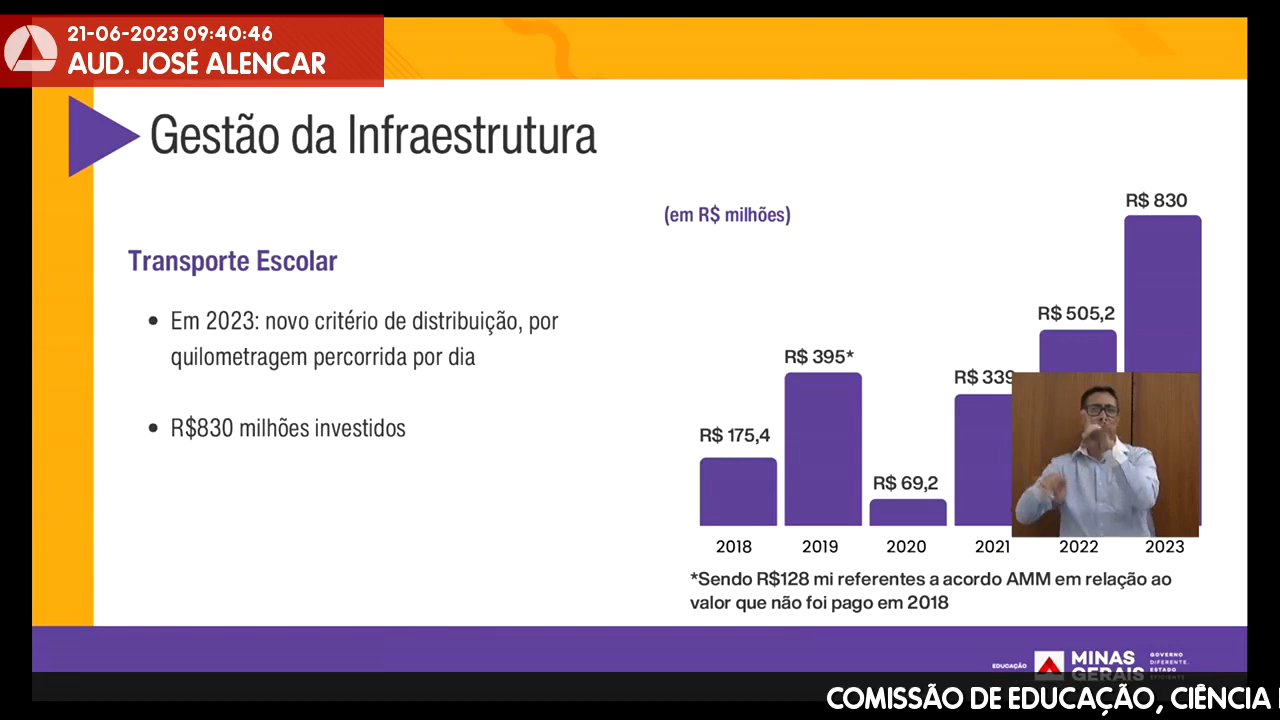 21-06-2023 09:40:46
AUD. JOSÉ ALENCAR
Gestão da Infraestrutura
Transporte Escolar
• Em 2023: novo critério de distribuição, por
quilometragem percorrida por dia
• R$830 milhões investidos
(em R$ milhões)
R$ 175,4
R$ 395*
R$ 69,2
R$ 339
R$ 505,2
R$ 830
2018
2019
2020
2021
2022
2023
*Sendo R$128 mi referentes a acordo AMM em relação ao
valor que não foi pago em 2018
EDUCAÇÃO
MINAS
GERAIS
GOVERNO
DIFERENTE.
ESTADO
EFICIENTE
COMISSÃO DE EDUCAÇÃO, CIÊNCIA